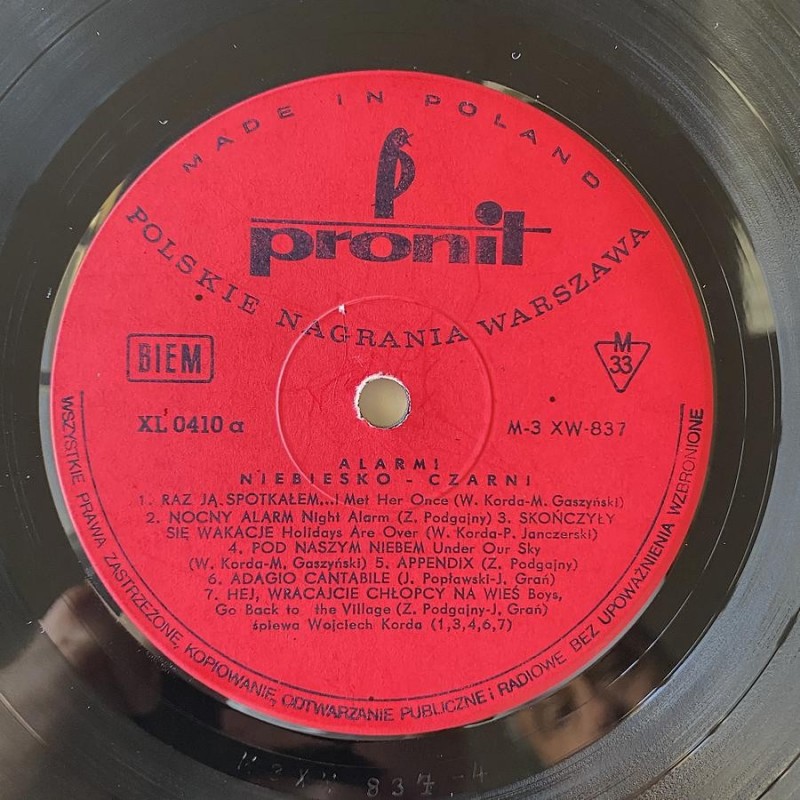 MADE IN POLAND
pronit
POLSKIE NAGRANIA WARSZAWA
BIEM
M
33
XL 0410 a
M-3 XW-837
ALARM!
NIEBIESKO - CZARNI
1. RAZ JĄ SPOTKAŁEM...I Met Her Once (W. Korda-M. Gaszyński)
2. NOCNY ALARM Night Alarm (Z. Podgajny) 3. SKOŃCZYŁY
SIĘ WAKACJE Holidays Are Over (W. Korda-P. Janczerski)
4. POD NASZYM NIEBEM Under Our Sky
(W. Korda-M. Gaszyński) 5. APPENDIX (Z. Podgajny)
6. ADAGIO CANTABILE (J. Popławski-J. Grań)
7. HEJ, WRACAJCIE CHŁOPCY NA WIEŚ Boys,
Go Back to the Village (Z. Podgajny-J. Grań)
śpiewa Wojciech Korda (1,3,4,6,7)
WSZYSTKIE PRAWA ZASTRZEŻONE, KOPIOWANIE, ODTWARZANIE PUBLICZNE i RADIOWE BEZ UPOWAŻNIENIA WZBRONIONE
837-4